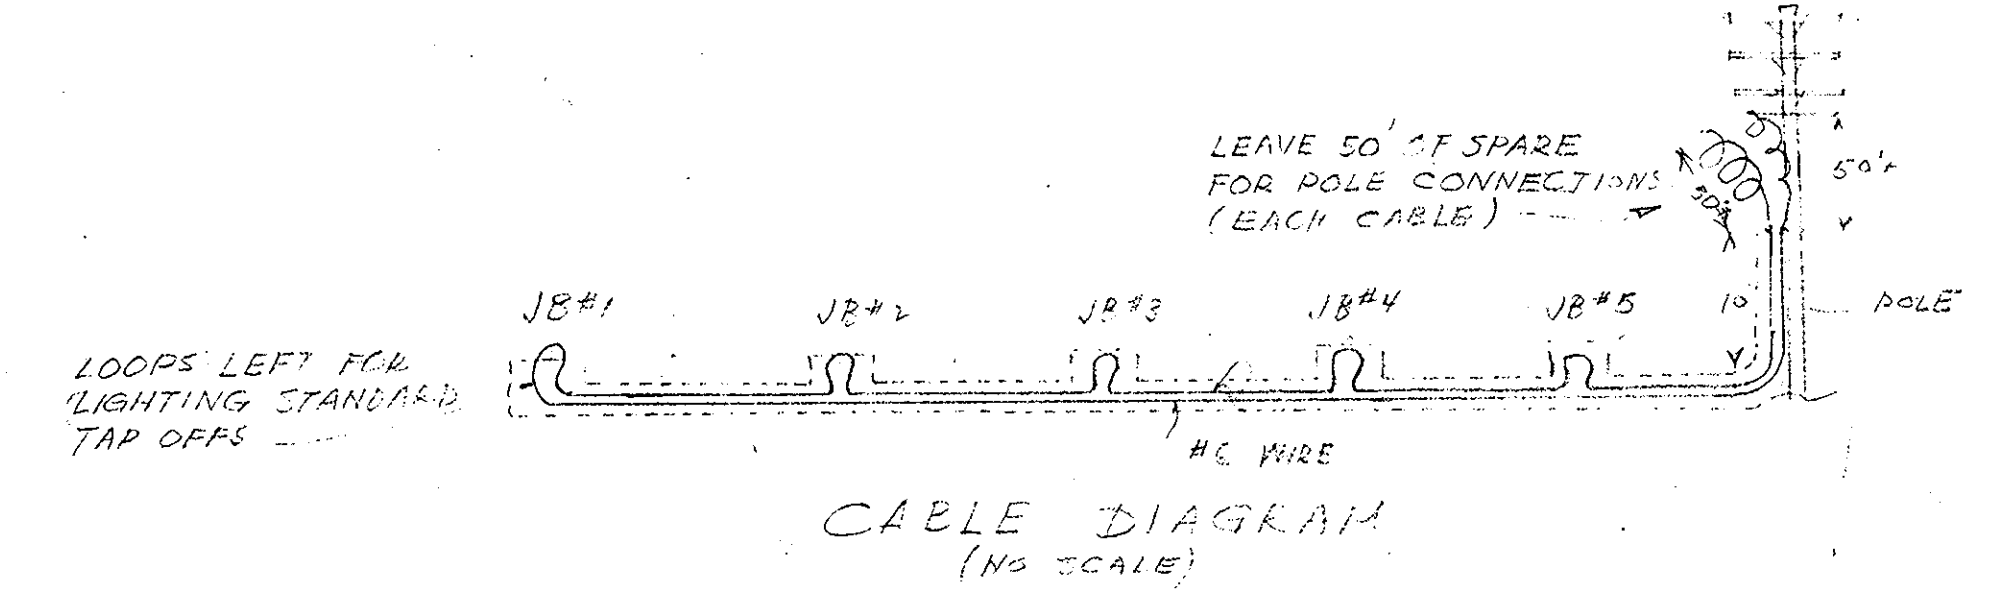 LEAVE 50' OF SPARE
FOR POLE CONNECTIONS
(EACH CABLE)
50'±
50'±
JB#1
JB#2
JB#3
JB#4
JB#5
10'
POLE
LOOPS LEFT FOR
LIGHTING STANDARD
TAP OFFS
#6 WIRE
CABLE DIAGRAM
(NO SCALE)